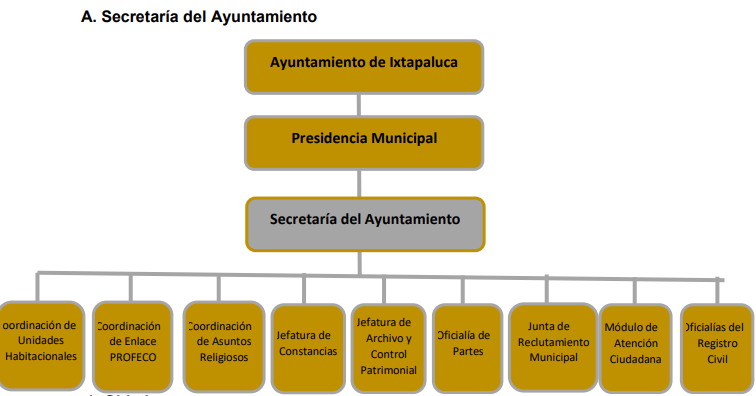 A. Secretaría del Ayuntamiento
Ayuntamiento de Ixtapaluca
Presidencia Municipal
Secretaría del Ayuntamiento
oordinación de
Unidades
Habitacionales
Coordinación
de Enlace
PROFECO
Coordinación
de Asuntos
Religiosos
Jefatura de
Constancias
Jefatura de
Archivo y
Control
Patrimonial
Oficialía de
Partes
Junta de
Reclutamiento
Municipal
Módulo de
Atención
Ciudadana
Oficialías del
Registro
Civil